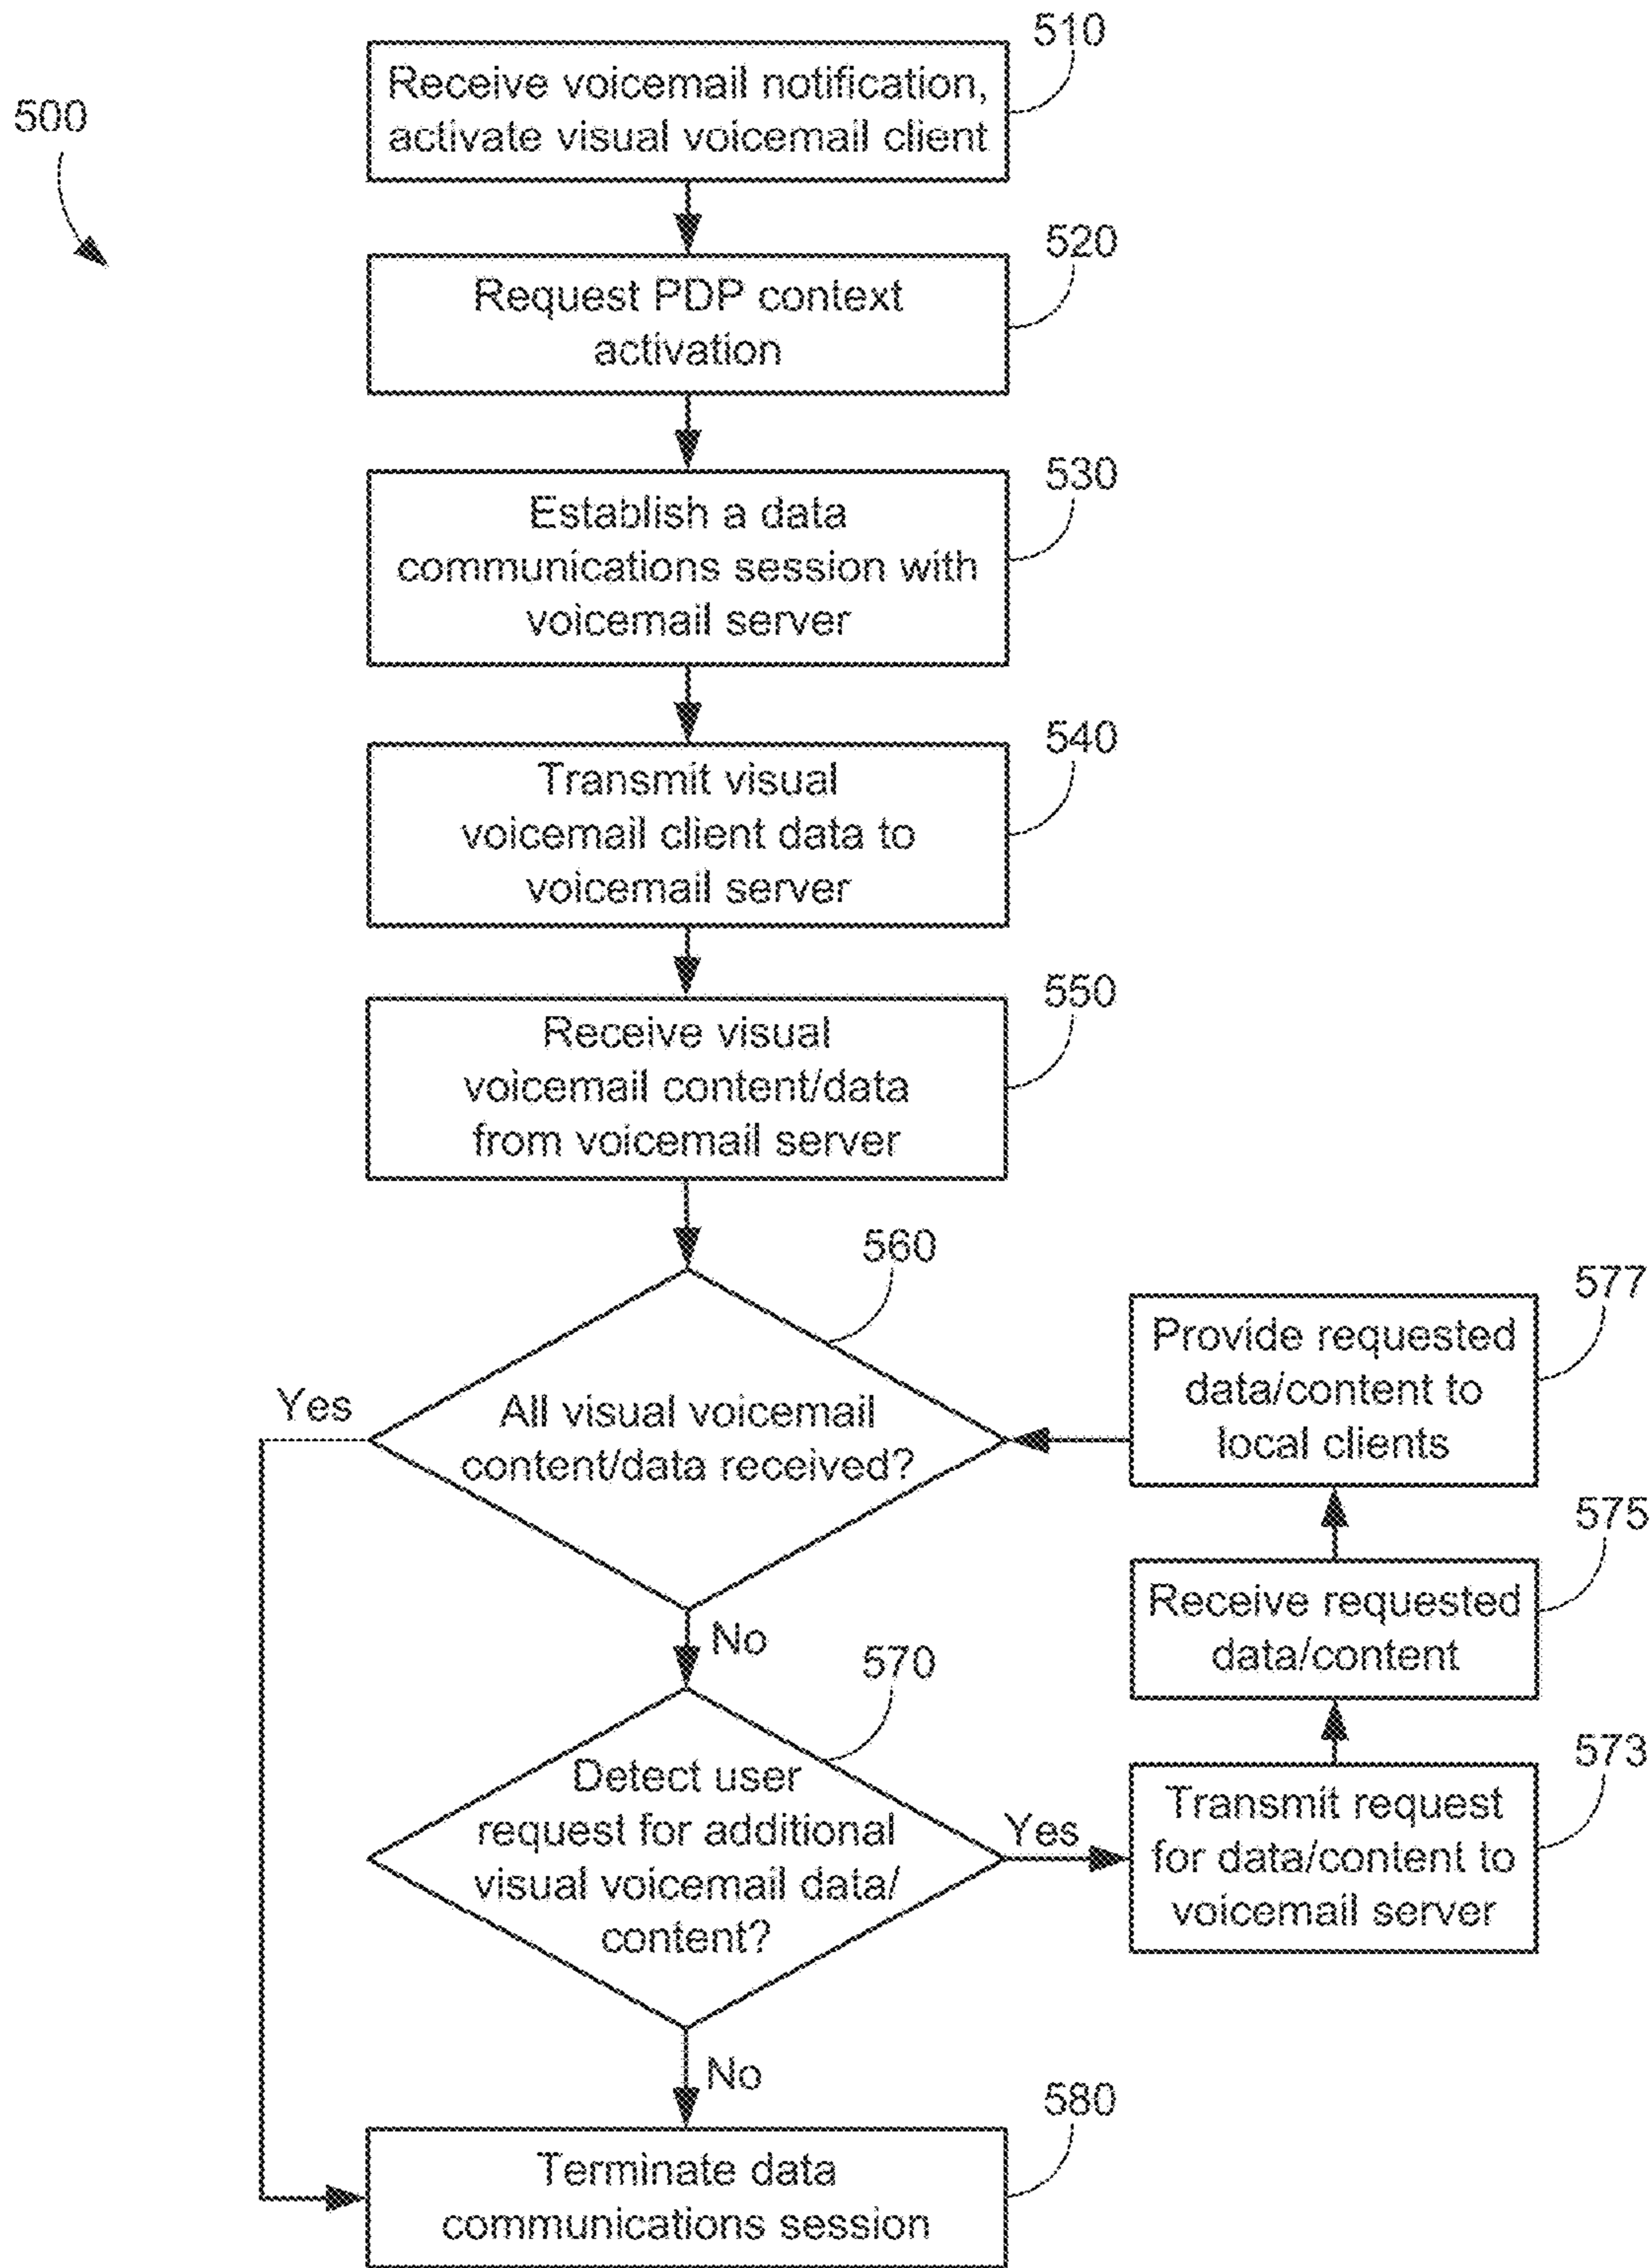 500
510
Receive voicemail notification,
activate visual voicemail client
520
Request PDP context
activation
530
Establish a data
communications session with
voicemail server
540
Transmit visual
voicemail client data to
voicemail server
550
Receive visual
voicemail content/data
from voicemail server
560
All visual voicemail
content/data received?
Yes
No
577
Provide requested
data/content to
local clients
575
Receive requested
data/content
570
Detect user
request for additional
visual voicemail data/
content?
Yes
No
573
Transmit request
for data/content to
voicemail server
580
Terminate data
communications session